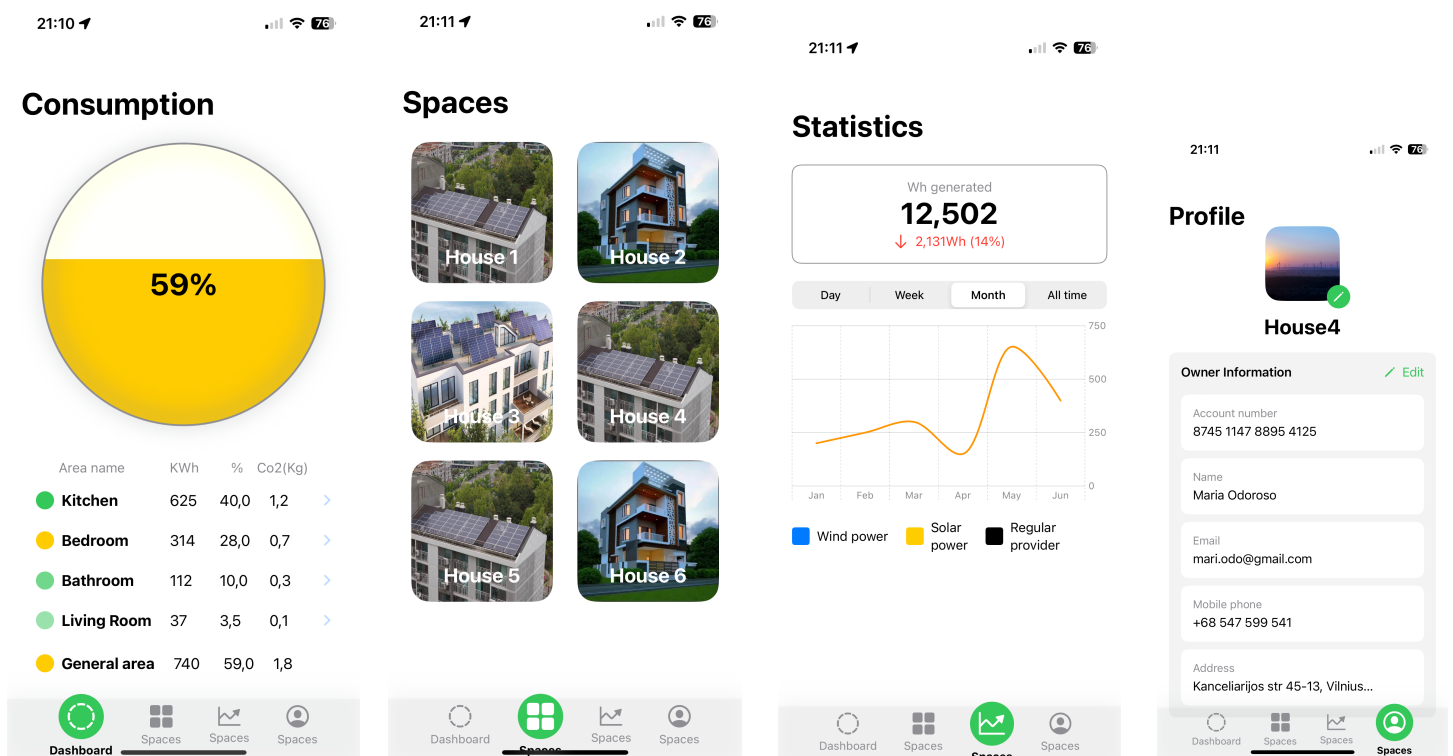 21:10
76
Consumption
59%
Area name KWh % Co2(Kg)
Kitchen 625 40,0 1,2
Bedroom 314 28,0 0,7
Bathroom 112 10,0 0,3
Living Room 37 3,5 0,1
General area 740 59,0 1,8
Dashboard Spaces Spaces Spaces
21:11
76
Spaces
House 1 House 2
House 3 House 4
House 5 House 6
Dashboard Spaces Spaces Spaces
21:11
76
Statistics
Wh generated
12,502
2,131Wh (14%)
Day Week Month All time
750
500
250
0
Jan Feb Mar Apr May Jun
Wind power
Solar
power
Regular
provider
Dashboard Spaces Spaces Spaces
21:11
76
Profile
House4
Owner Information Edit
Account number
8745 1147 8895 4125
Name
Maria Odoroso
Email
mari.odo@gmail.com
Mobile phone
+68 547 599 541
Address
Kanceliarijos str 45-13, Vilnius...
Dashboard Spaces Spaces Spaces